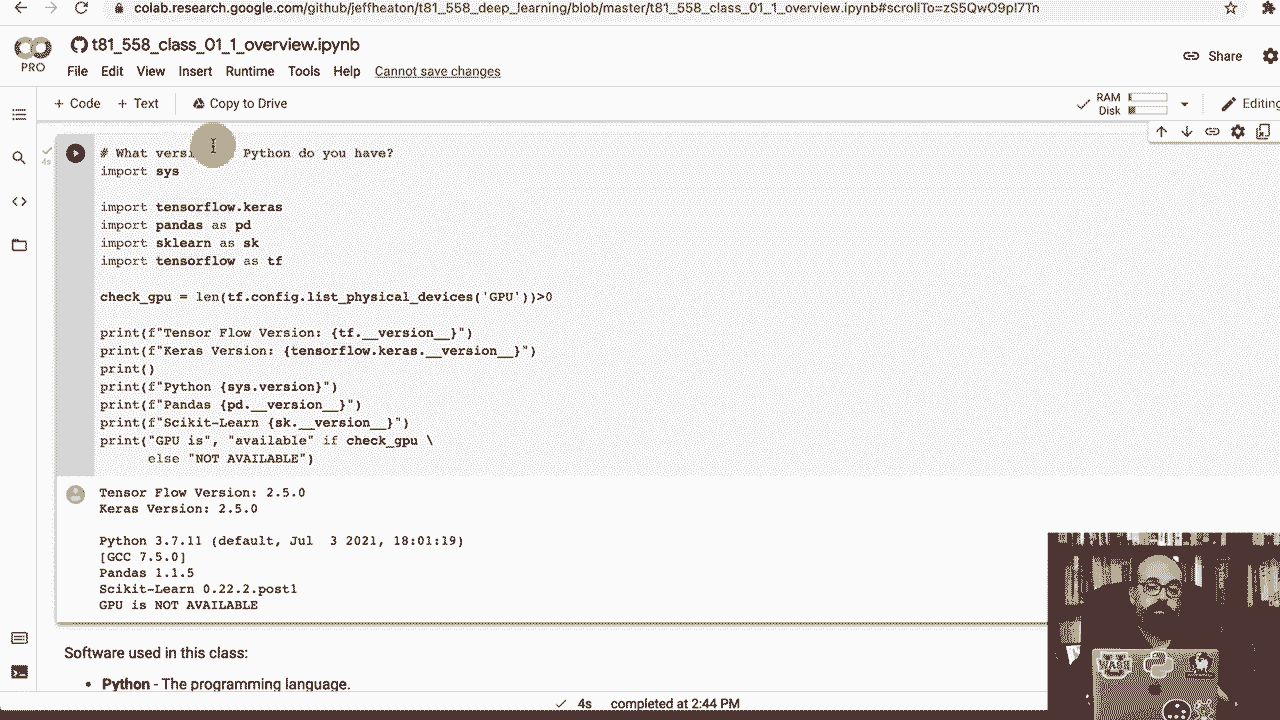 colab.research.google.com/github/jeffheaton/t81_558_deep_learning/blob/master/t81_558_class_01_1_overview.ipynb#scrollTo=zS5QwO9pI7Tn
PRO
t81_558_class_01_1_overview.ipynb
Share
File Edit View Insert Runtime Tools Help Cannot save changes
+ Code + Text Copy to Drive
RAM
Disk
Editing
4s
# What Python do you have?
import sys
import tensorflow.keras
import pandas as pd
import sklearn as sk
import tensorflow as tf
check_gpu = len(tf.config.list_physical_devices('GPU'))>0
print(f"Tensor Flow Version: {tf.__version__}")
print(f"Keras Version: {tensorflow.keras.__version__}")
print()
print(f"Python {sys.version}")
print(f"Pandas {pd.__version__}")
print(f"Scikit-Learn {sk.__version__}")
print("GPU is", "available" if check_gpu \
else "NOT AVAILABLE")
Tensor Flow Version: 2.5.0
Keras Version: 2.5.0
Python 3.7.11 (default, Jul 3 2021, 18:01:19)
[GCC 7.5.0]
Pandas 1.1.5
Scikit-Learn 0.22.2.post1
GPU is NOT AVAILABLE
Software used in this class:
• Python - The programming language.
4s completed at 2:44 PM